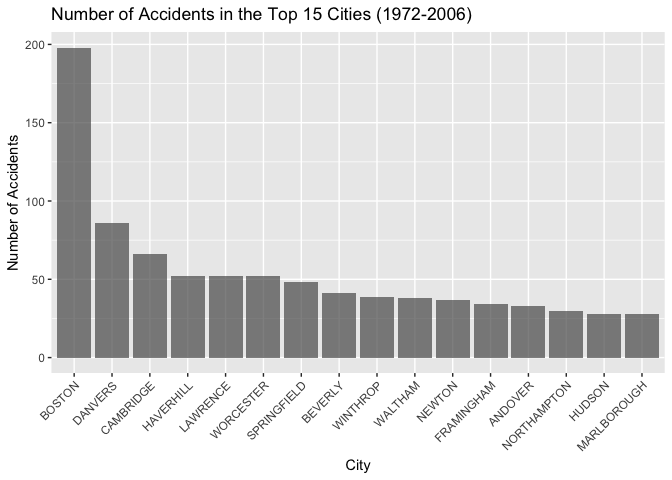 Number of Accidents in the Top 15 Cities (1972-2006)
Number of Accidents
200
150
100
50
0
BOSTON
DANVERS
CAMBRIDGE
HAVERHILL
LAWRENCE
WORCESTER
SPRINGFIELD
BEVERLY
WINTHROP
WALTHAM
NEWTON
FRAMINGHAM
ANDOVER
NORTHAMPTON
HUDSON
MARLBOROUGH
City